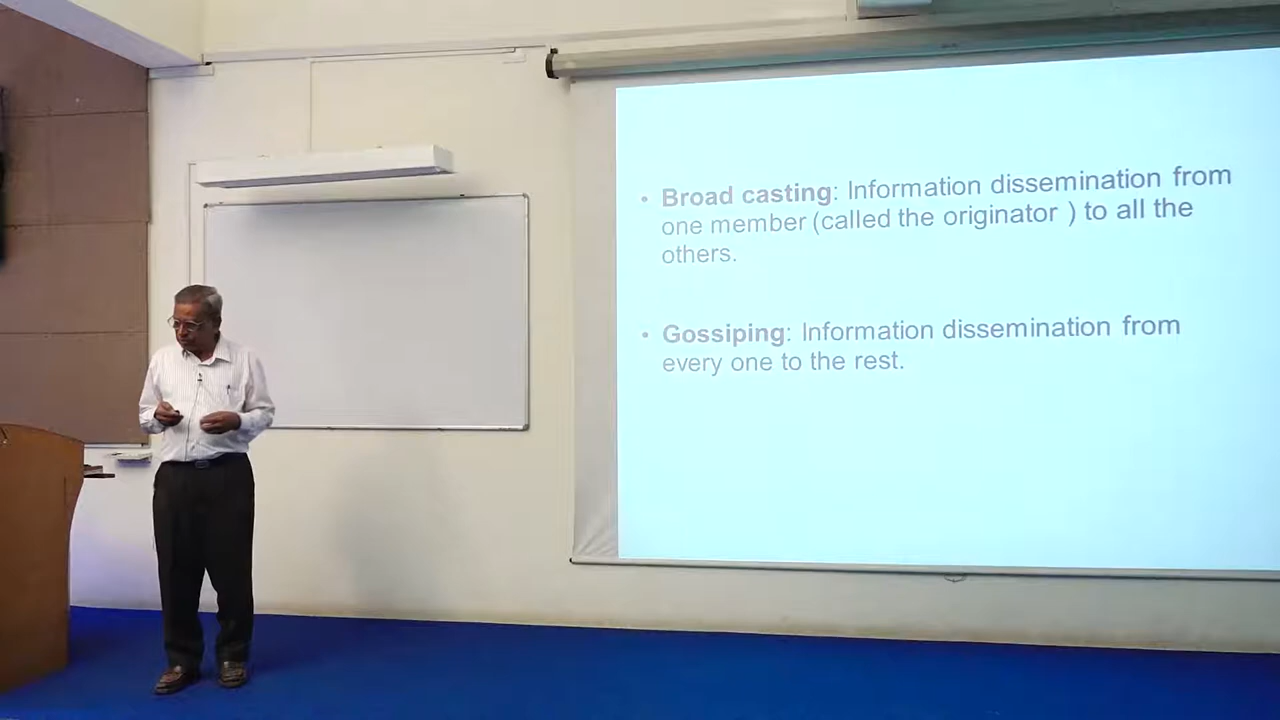 • Broad casting: Information dissemination from
one member (called the originator ) to all the
others.
• Gossiping: Information dissemination from
every one to the rest.